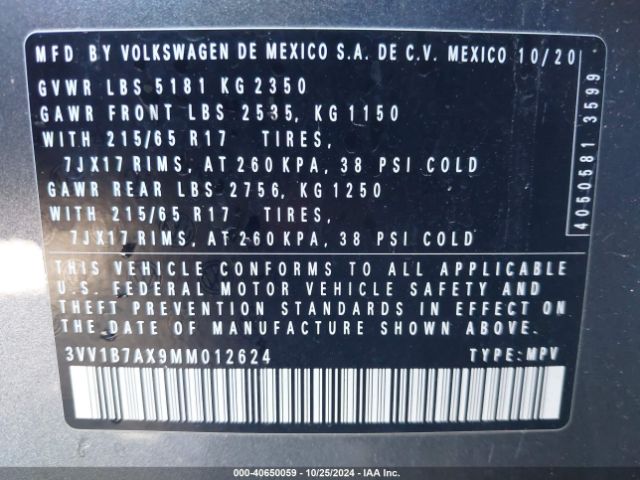 MFD BY VOLKSWAGEN DE MEXICO S.A. DE C.V. MEXICO 10/20
GVWR LBS 5181 KG 2350
GAWR FRONT LBS 2535, KG 1150
WITH 215/65 R17 TIRES,
7JX17 RIMS, AT 260 KPA, 38 PSI COLD
GAWR REAR LBS 2756, KG 1250
WITH 215/65 R17 TIRES,
7JX17 RIMS, AT 260 KPA, 38 PSI COLD
4050581 3599
THIS VEHICLE CONFORMS TO ALL APPLICABLE
U.S. FEDERAL MOTOR VEHICLE SAFETY AND
THEFT PREVENTION STANDARDS IN EFFECT ON
THE DATE OF MANUFACTURE SHOWN ABOVE.
3VV1B7AX9MM012624 TYPE: MPV
000-40650059 - 10/25/2024 - IAA Inc.